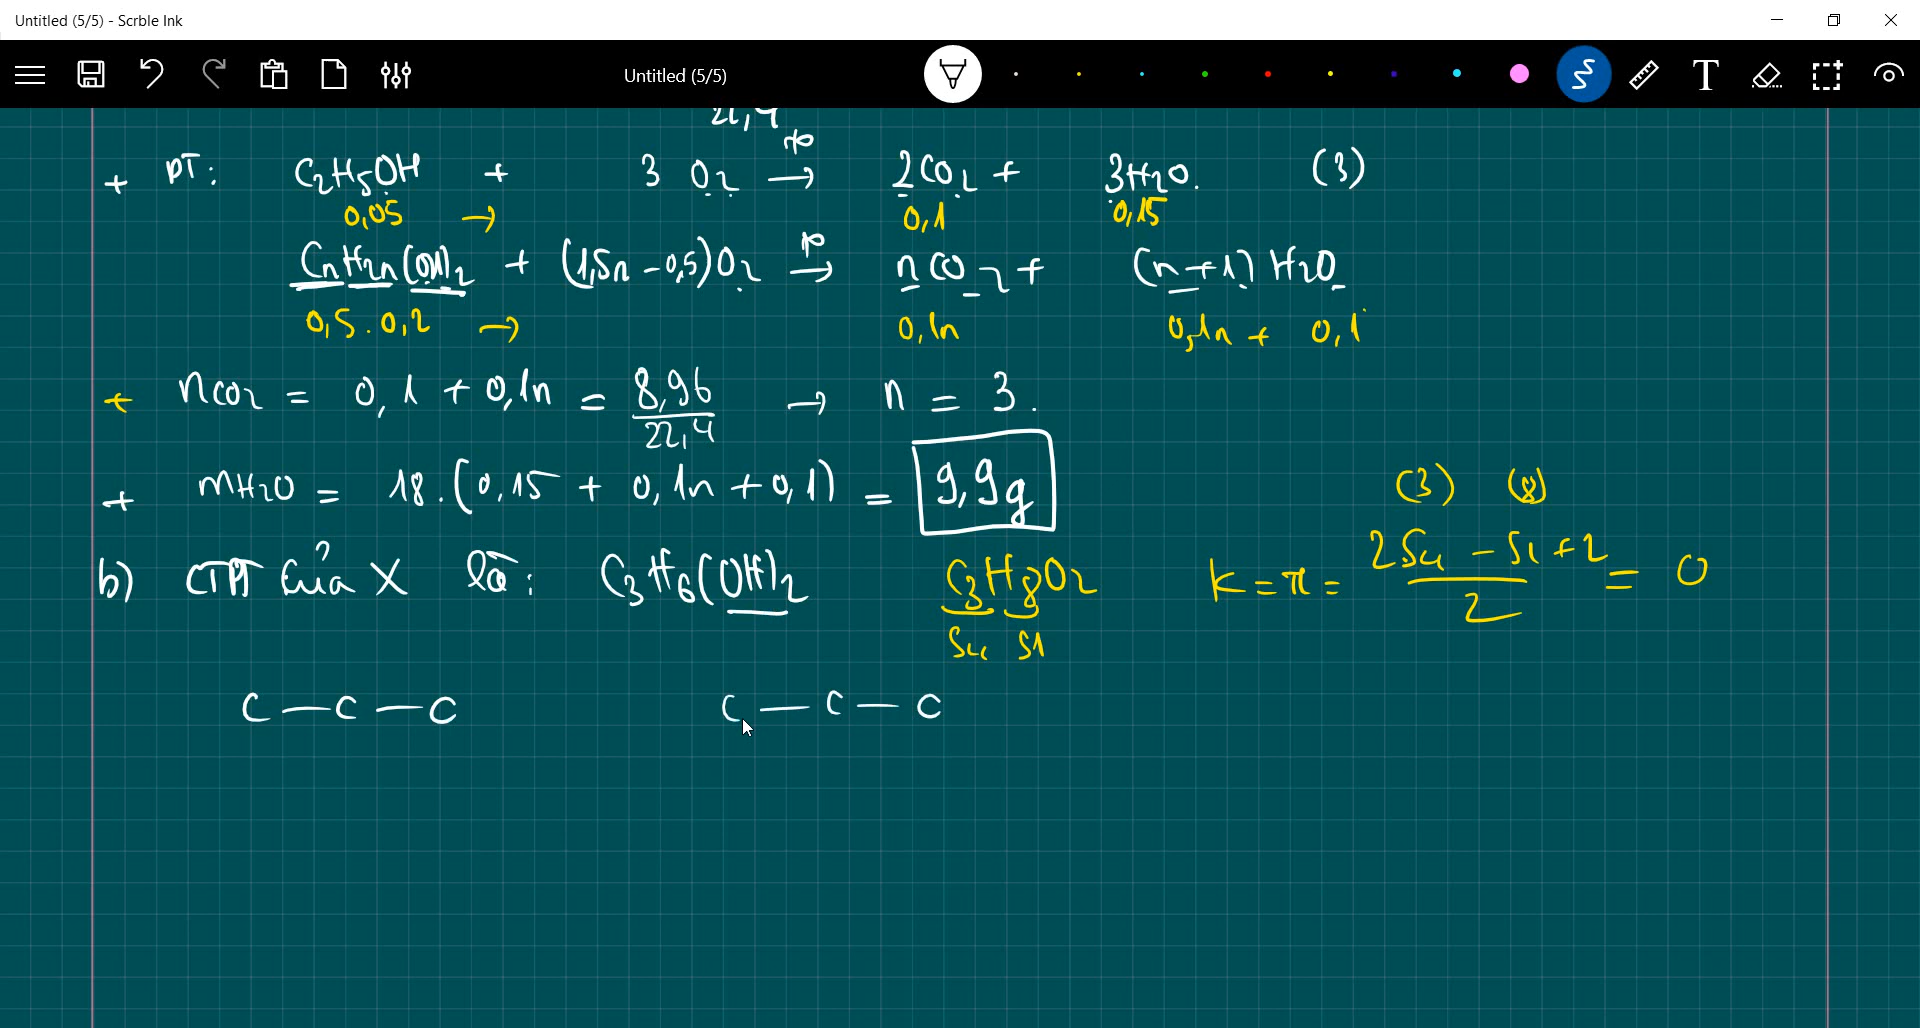 Untitled (5/5) - Scrble Ink
Untitled (5/5)
22,4
+ PT: C2H5OH + 3 O2 →(t°) 2CO2 + 3H2O. (3)
0,05 → 0,1 0,15
CnH2n(OH)2 + (1,5n - 0,5)O2 →(t°) nCO2 + (n+1) H2O
0,5 . 0,2 → 0,1n 0,1n + 0,1
+ nCO2 = 0,1 + 0,1n = 8,96/22,4 → n = 3.
+ mH2O = 18.(0,15 + 0,1n + 0,1) = 9,9g
(3) (8)
b) CTPT của X là: C3H6(OH)2 C3H8O2 K = π = (2S4 - S1 + 2)/2 = 0
S4 S1
C — C — C C — C — C